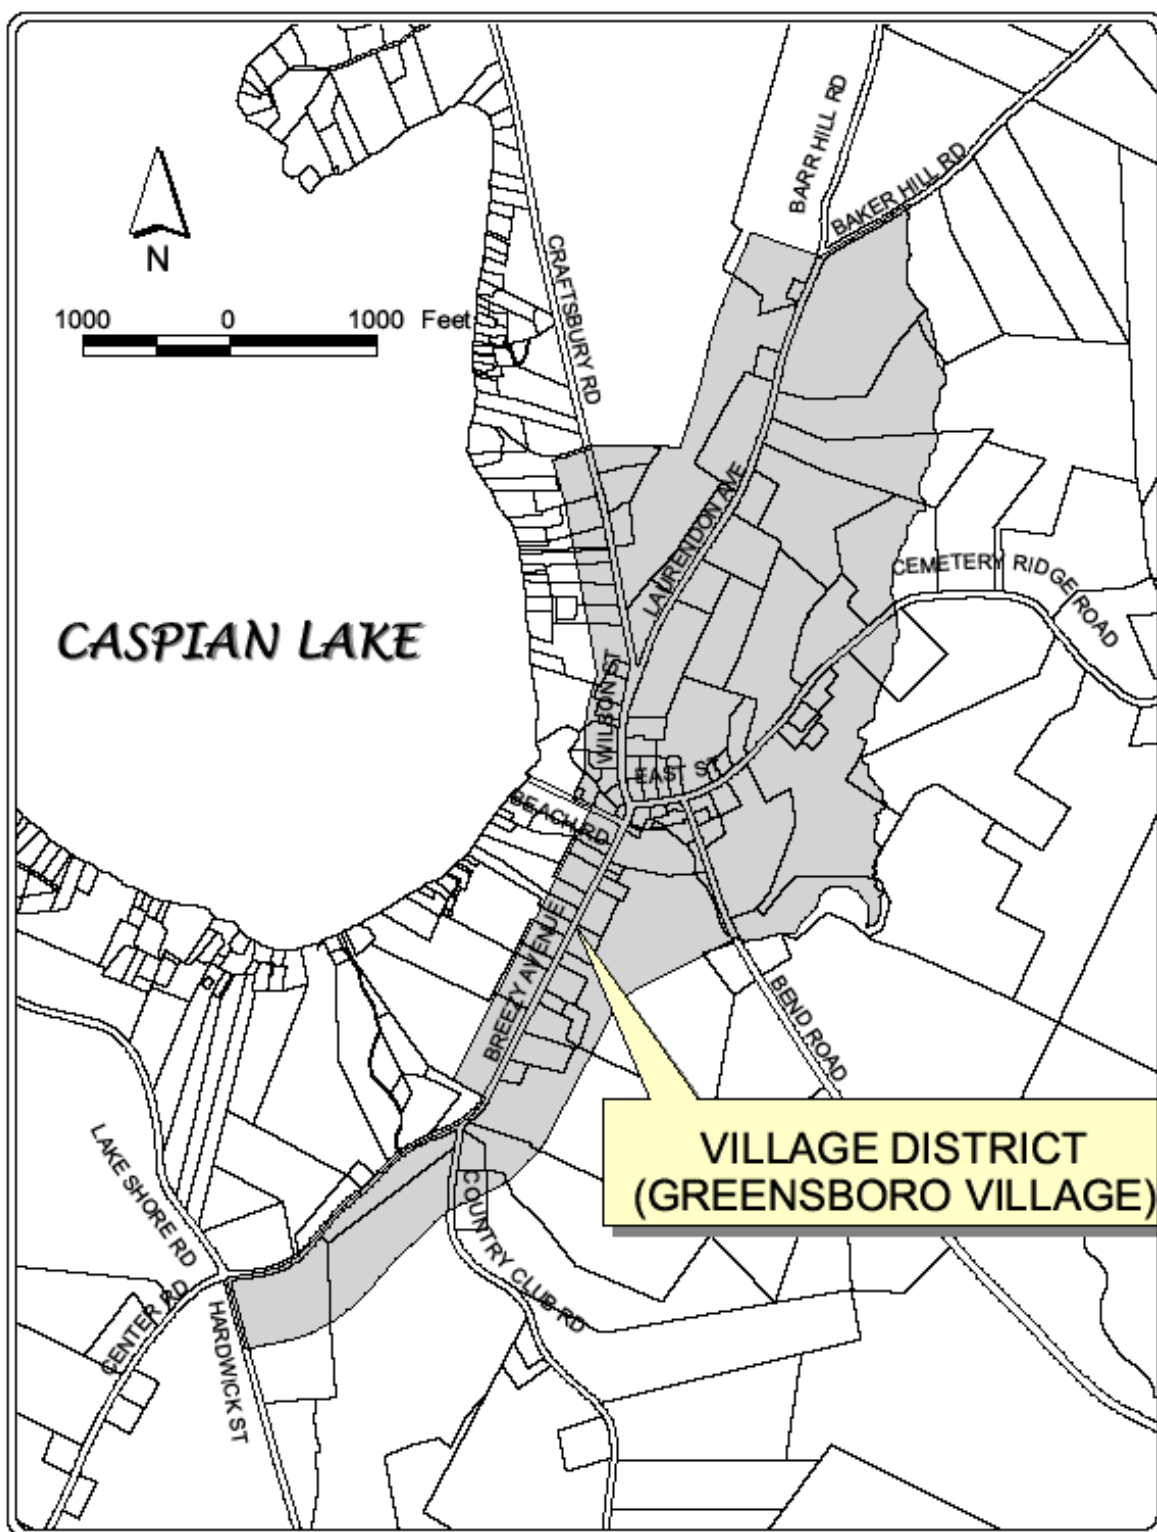 BARR HILL RD
BAKER HILL RD
N
CRAFTSBURY RD
1000 0 1000 Feet
LAURENDON AVE
CEMETERY RIDGE ROAD
CASPIAN LAKE
WILSON ST
EAST ST
BEACH RD
BREEZY AVENUE
BEND ROAD
VILLAGE DISTRICT
(GREENSBORO VILLAGE)
LAKE SHORE RD
COUNTRY CLUB RD
CENTER RD
HARDWICK ST